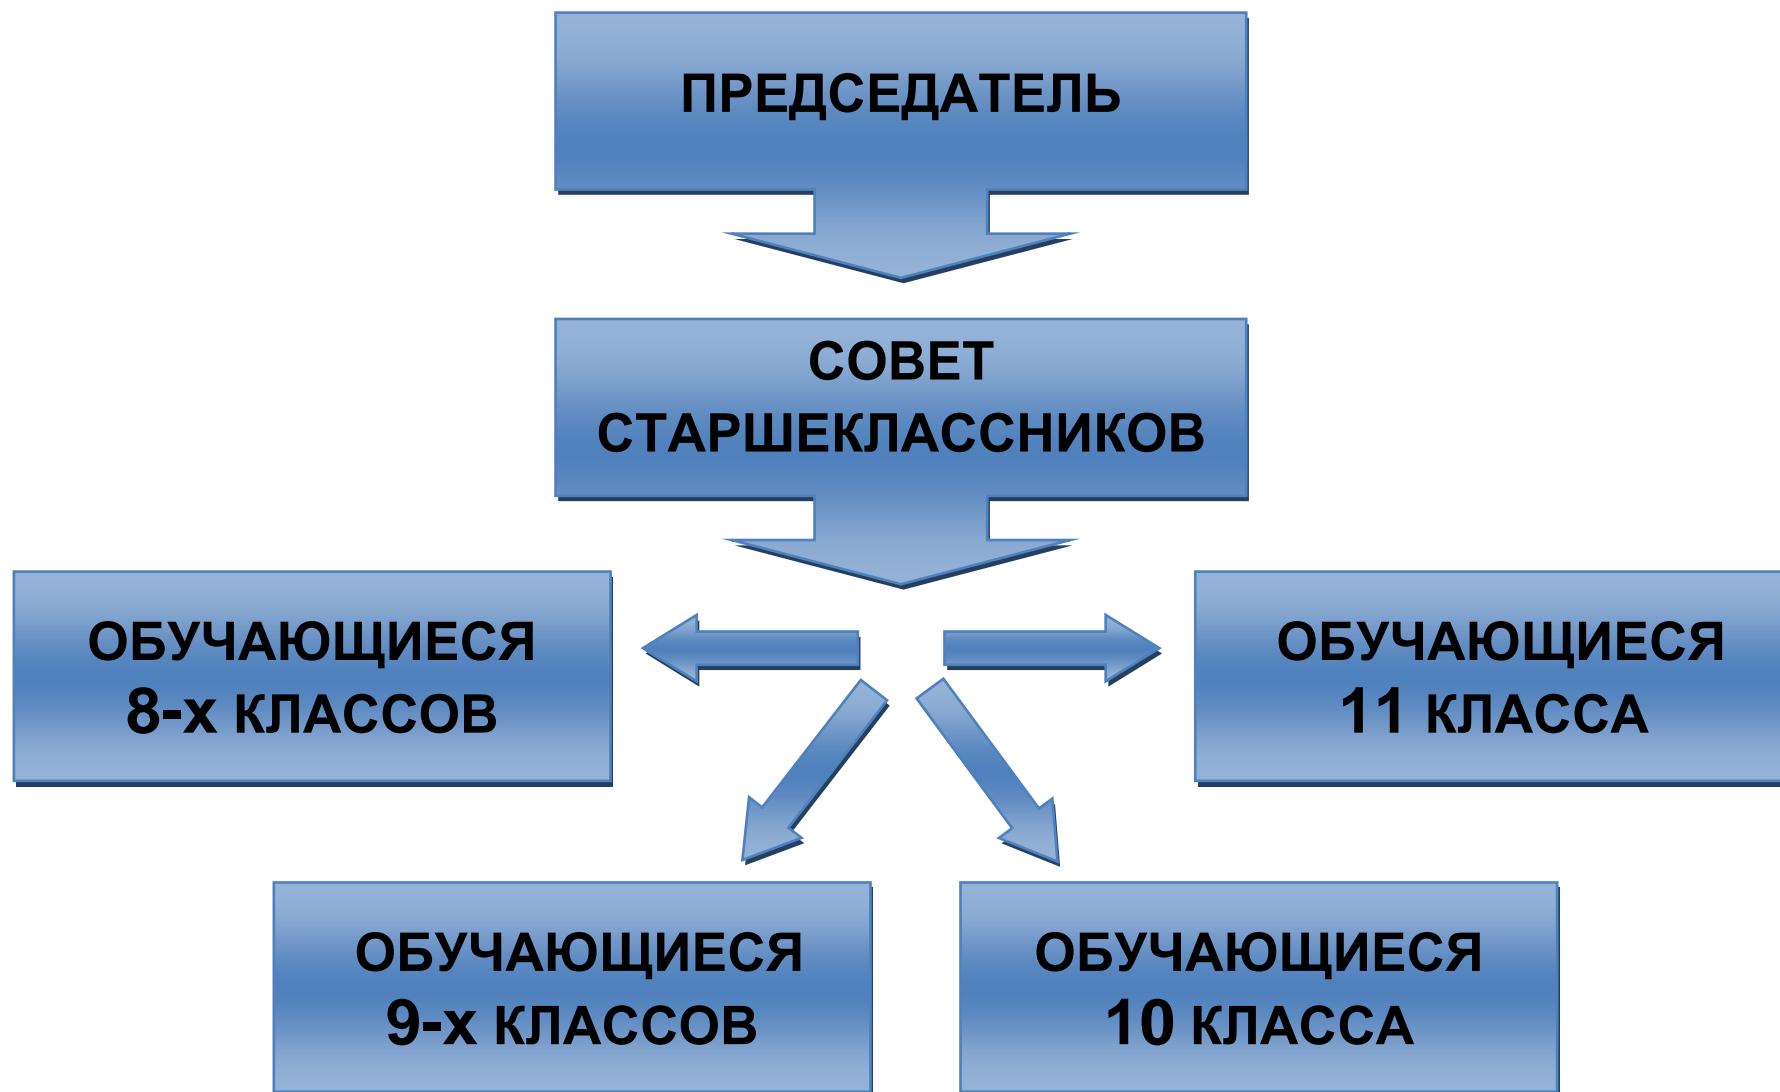 ПРЕДСЕДАТЕЛЬ
СОВЕТ
СТАРШЕКЛАССНИКОВ
ОБУЧАЮЩИЕСЯ
8-х КЛАССОВ
ОБУЧАЮЩИЕСЯ
11 КЛАССА
ОБУЧАЮЩИЕСЯ
9-х КЛАССОВ
ОБУЧАЮЩИЕСЯ
10 КЛАССА